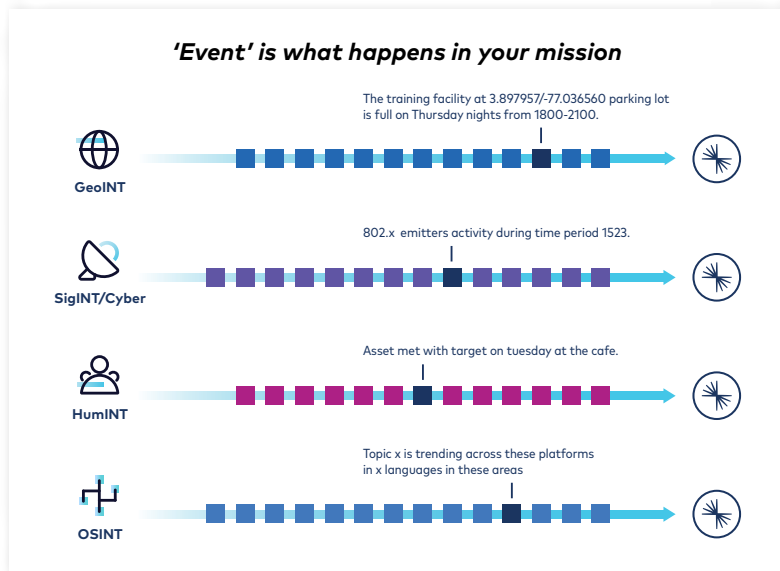 ‘Event’ is what happens in your mission
The training facility at 3.897957/-77.036560 parking lot
is full on Thursday nights from 1800-2100.
GeoINT
802.x emitters activity during time period 1523.
SigINT/Cyber
Asset met with target on tuesday at the cafe.
HumINT
Topic x is trending across these platforms
in x languages in these areas
OSINT